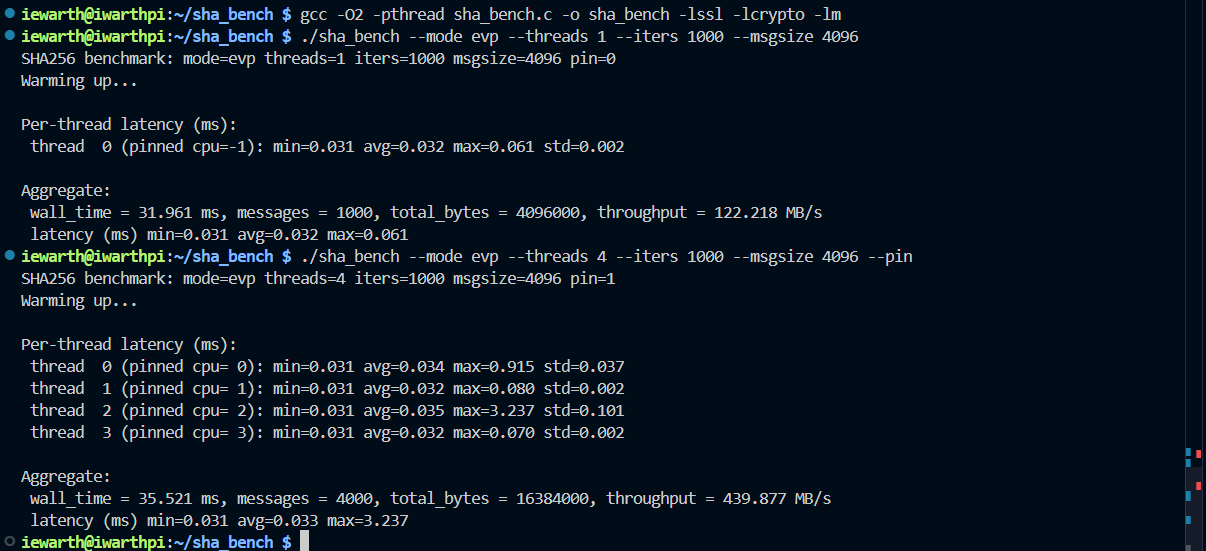 iewarth@iwarthpi:~/sha_bench $ gcc -O2 -pthread sha_bench.c -o sha_bench -lssl -lcrypto -lm
iewarth@iwarthpi:~/sha_bench $ ./sha_bench --mode evp --threads 1 --iters 1000 --msgsize 4096
SHA256 benchmark: mode=evp threads=1 iters=1000 msgsize=4096 pin=0
Warming up...
Per-thread latency (ms):
thread  0 (pinned cpu=-1): min=0.031 avg=0.032 max=0.061 std=0.002
Aggregate:
wall_time = 31.961 ms, messages = 1000, total_bytes = 4096000, throughput = 122.218 MB/s
latency (ms) min=0.031 avg=0.032 max=0.061
iewarth@iwarthpi:~/sha_bench $ ./sha_bench --mode evp --threads 4 --iters 1000 --msgsize 4096 --pin
SHA256 benchmark: mode=evp threads=4 iters=1000 msgsize=4096 pin=1
Warming up...
Per-thread latency (ms):
thread  0 (pinned cpu= 0): min=0.031 avg=0.034 max=0.915 std=0.037
thread  1 (pinned cpu= 1): min=0.031 avg=0.032 max=0.080 std=0.002
thread  2 (pinned cpu= 2): min=0.031 avg=0.035 max=3.237 std=0.101
thread  3 (pinned cpu= 3): min=0.031 avg=0.032 max=0.070 std=0.002
Aggregate:
wall_time = 35.521 ms, messages = 4000, total_bytes = 16384000, throughput = 439.877 MB/s
latency (ms) min=0.031 avg=0.033 max=3.237
iewarth@iwarthpi:~/sha_bench $